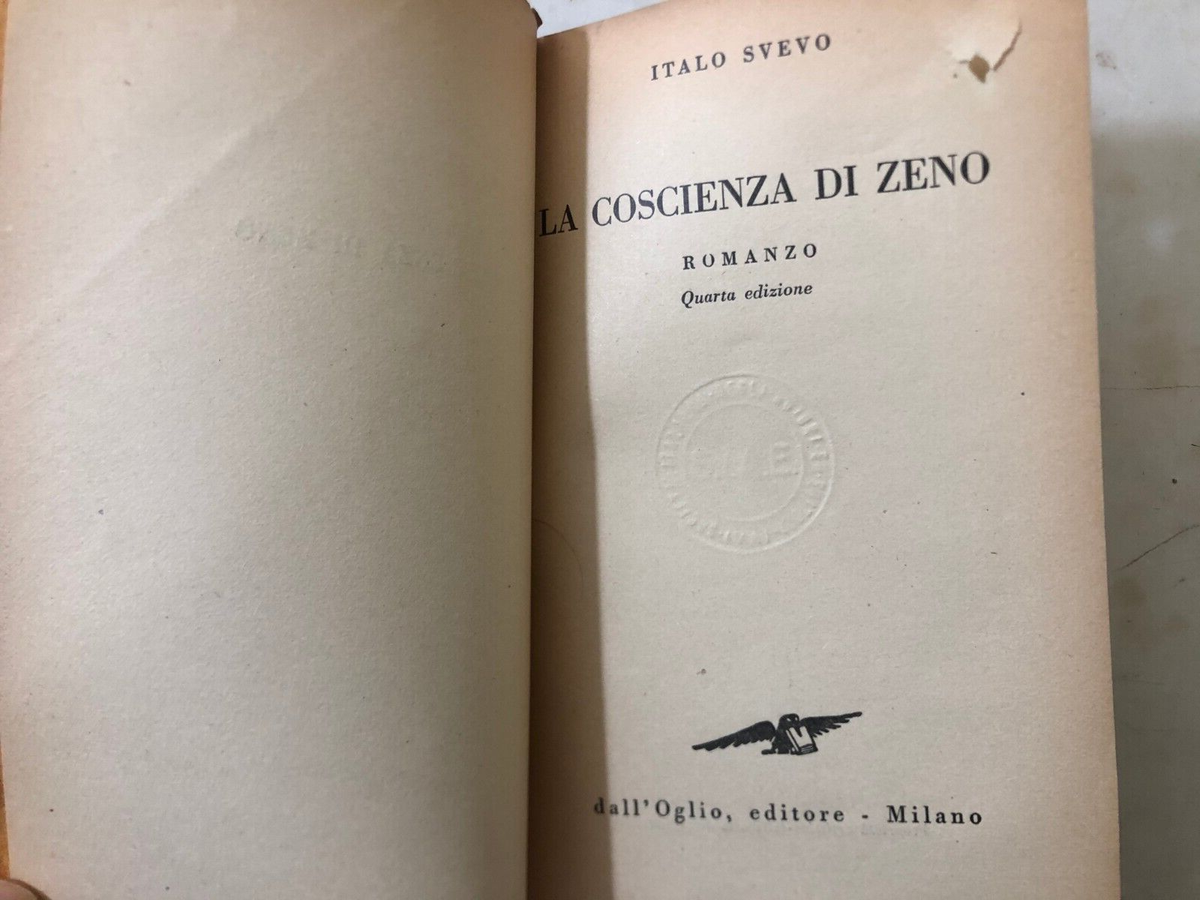 ITALO SVEVO
LA COSCIENZA DI ZENO
ROMANZO
Quarta edizione
dall'Oglio, editore - Milano